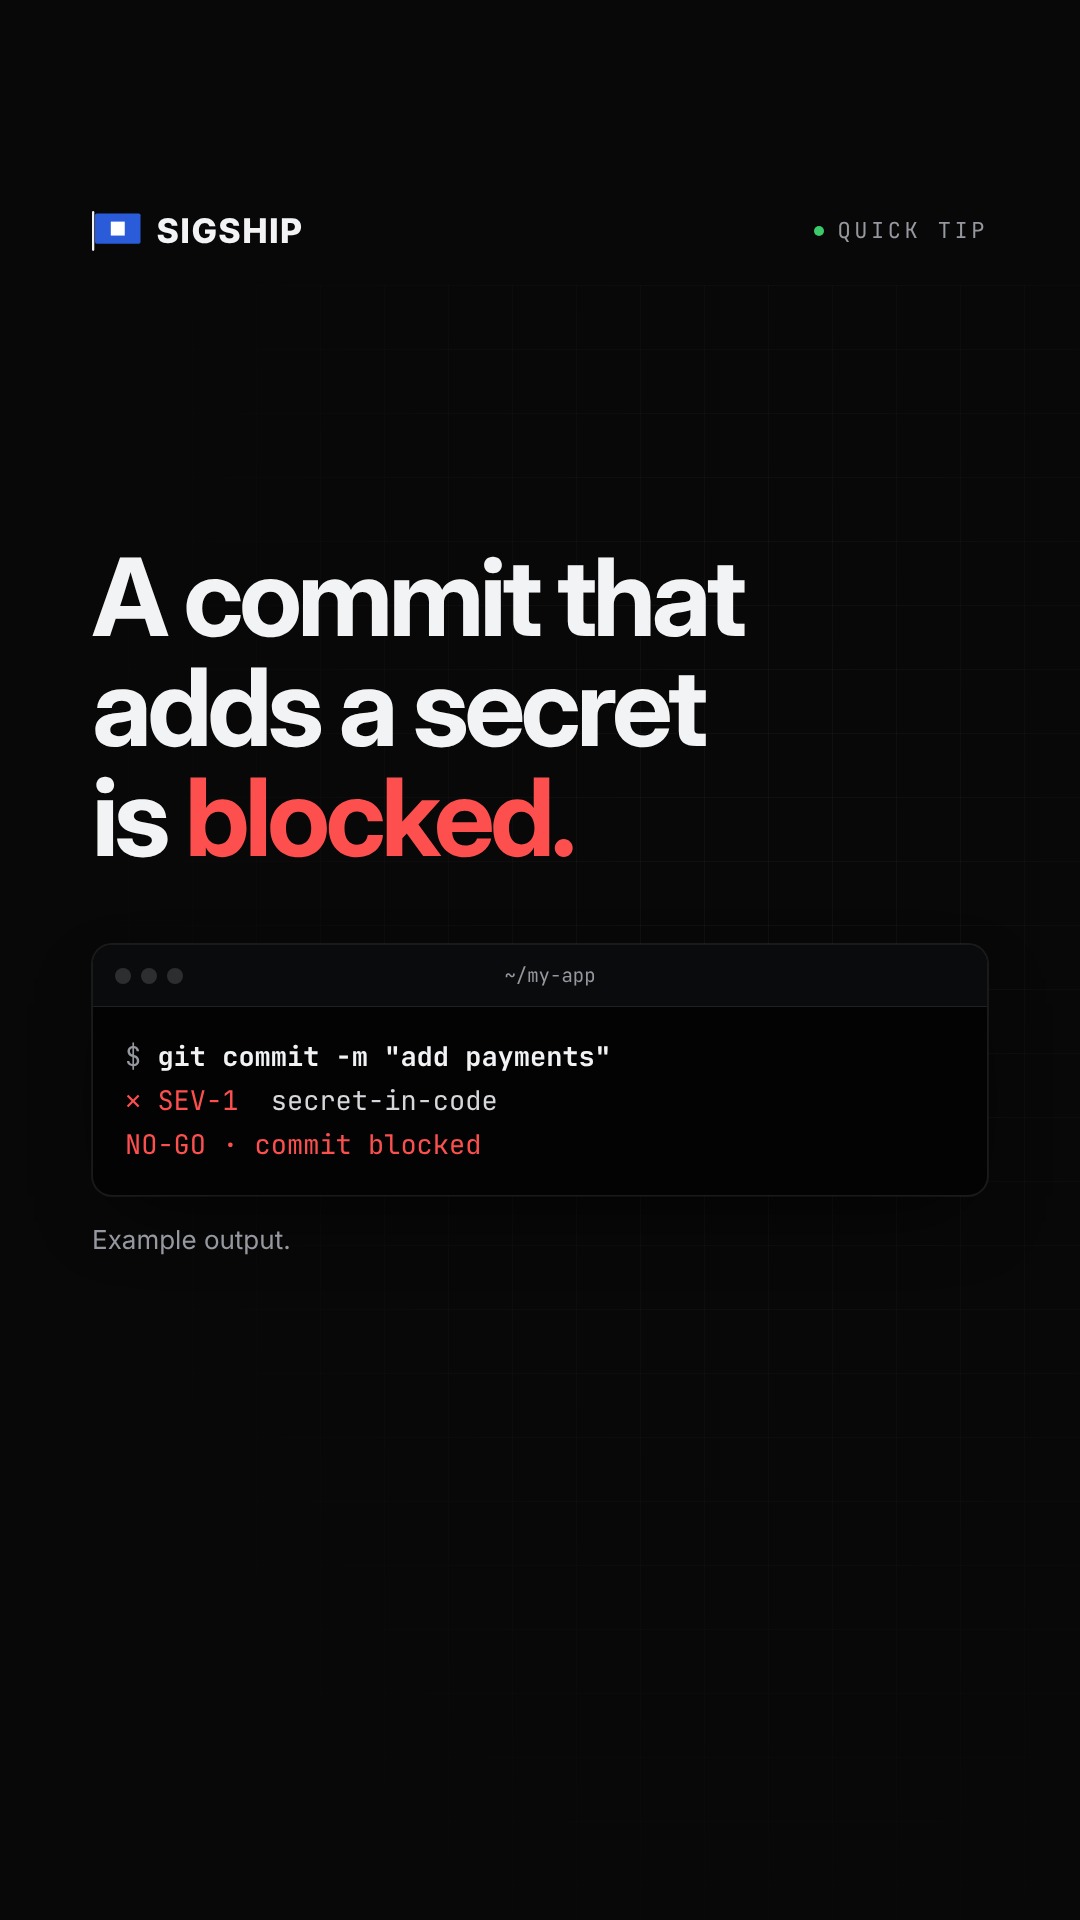 SIGSHIP
QUICK TIP
A commit that
adds a secret
is blocked.
~/my-app
$ git commit -m "add payments"
× SEV-1  secret-in-code
NO-GO · commit blocked
Example output.